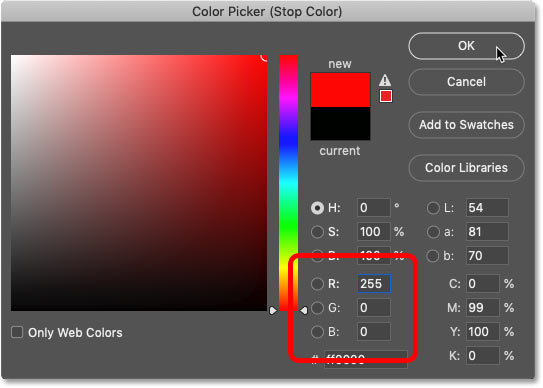 Color Picker (Stop Color)
new
current
OK
Cancel
Add to Swatches
Color Libraries
H: 0 °
S: 100 %
B: 100 %
L: 54
a: 81
b: 70
R: 255
G: 0
B: 0
C: 0 %
M: 99 %
Y: 100 %
K: 0 %
# ff0000
Only Web Colors